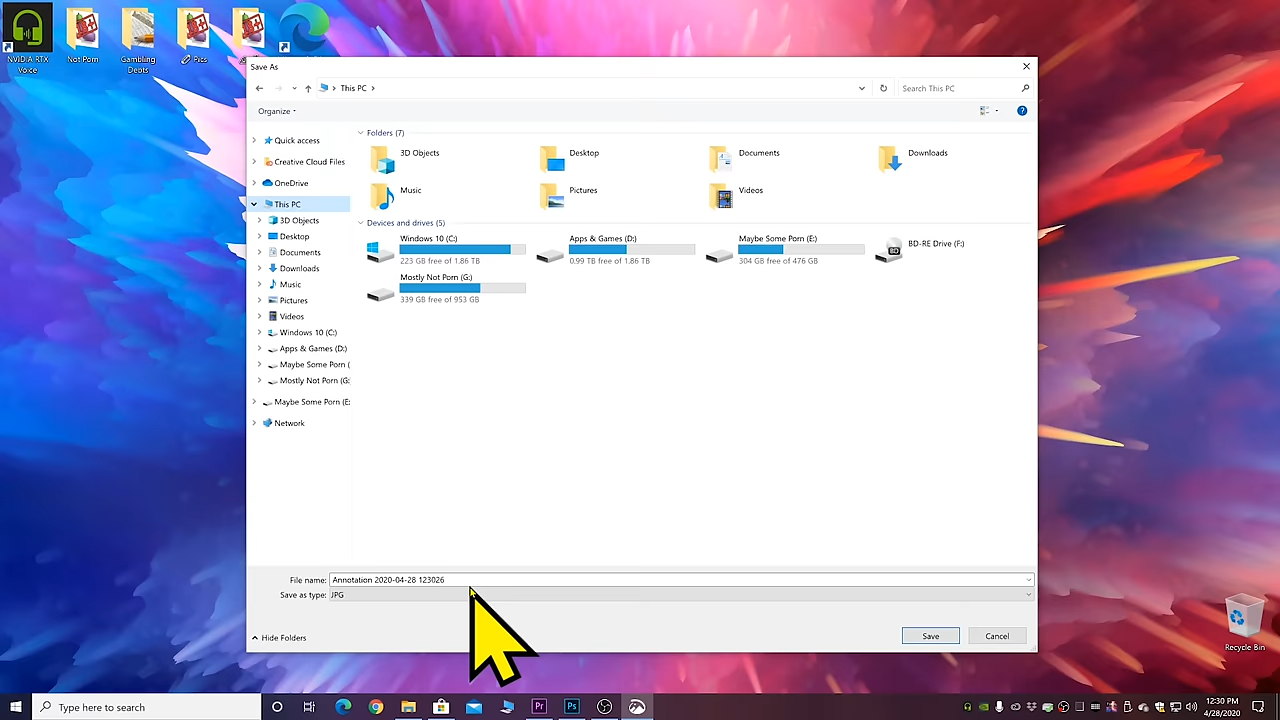 NVIDIA RTX
Voice
Not Porn
Gambling
Debts
Pics
Save As
This PC
Search This PC
Organize
Quick access
Creative Cloud Files
OneDrive
This PC
3D Objects
Desktop
Documents
Downloads
Music
Pictures
Videos
Windows 10 (C:)
Apps & Games (D:)
Maybe Some Porn (
Mostly Not Porn (G:
Maybe Some Porn (E:
Network
Folders (7)
3D Objects
Desktop
Documents
Downloads
Music
Pictures
Videos
Devices and drives (5)
Windows 10 (C:)
223 GB free of 1.86 TB
Apps & Games (D:)
0.99 TB free of 1.86 TB
Maybe Some Porn (E:)
304 GB free of 476 GB
BD
BD-RE Drive (F:)
Mostly Not Porn (G:)
339 GB free of 953 GB
File name: Annotation 2020-04-28 123026
Save as type: JPG
Hide Folders
Save
Cancel
Recycle Bin
Type here to search
Pr
Ps
12:30 PM
4/28/2020